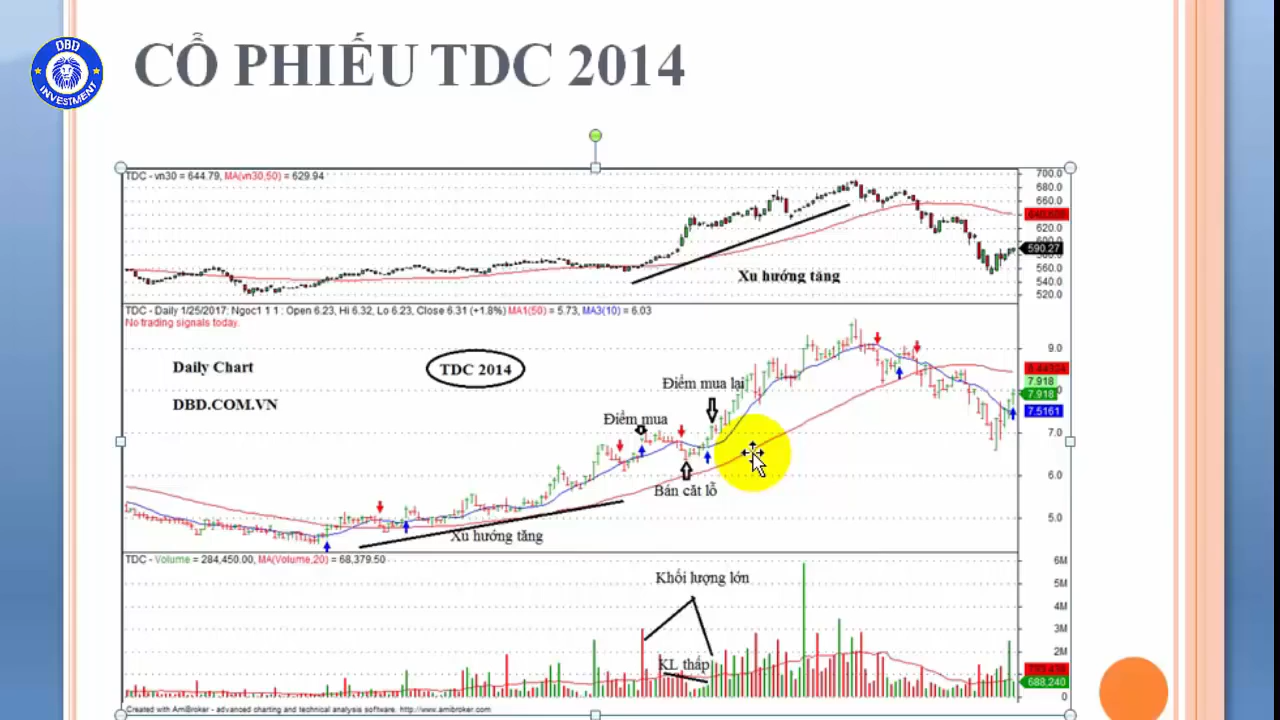 DBD
INVESTMENT
CỔ PHIẾU TDC 2014
TDC - vn30 = 644.79, MA(vn30,50) = 629.94
700.0
680.0
660.0
620.0
590.27
560.0
540.0
520.0
Xu hướng tăng
TDC - Daily 1/25/2017: Ngoc1 1 1 : Open 6.23, Hi 6.32, Lo 6.23, Close 6.31 (+1.8%) MA1(50) = 5.73, MA3(10) = 6.03
No trading signals today.
Daily Chart
TDC 2014
DBD.COM.VN
Điểm mua lại
Điểm mua
Bán cắt lỗ
Xu hướng tăng
9.0
7.918
7.918
7.5161
7.0
6.0
5.0
TDC - Volume = 284,450.00, MA(Volume,20) = 68,379.50
Khối lượng lớn
KL thấp
6M
5M
4M
3M
2M
688,240
0
Created with AmiBroker - advanced charting and technical analysis software. http://www.amibroker.com